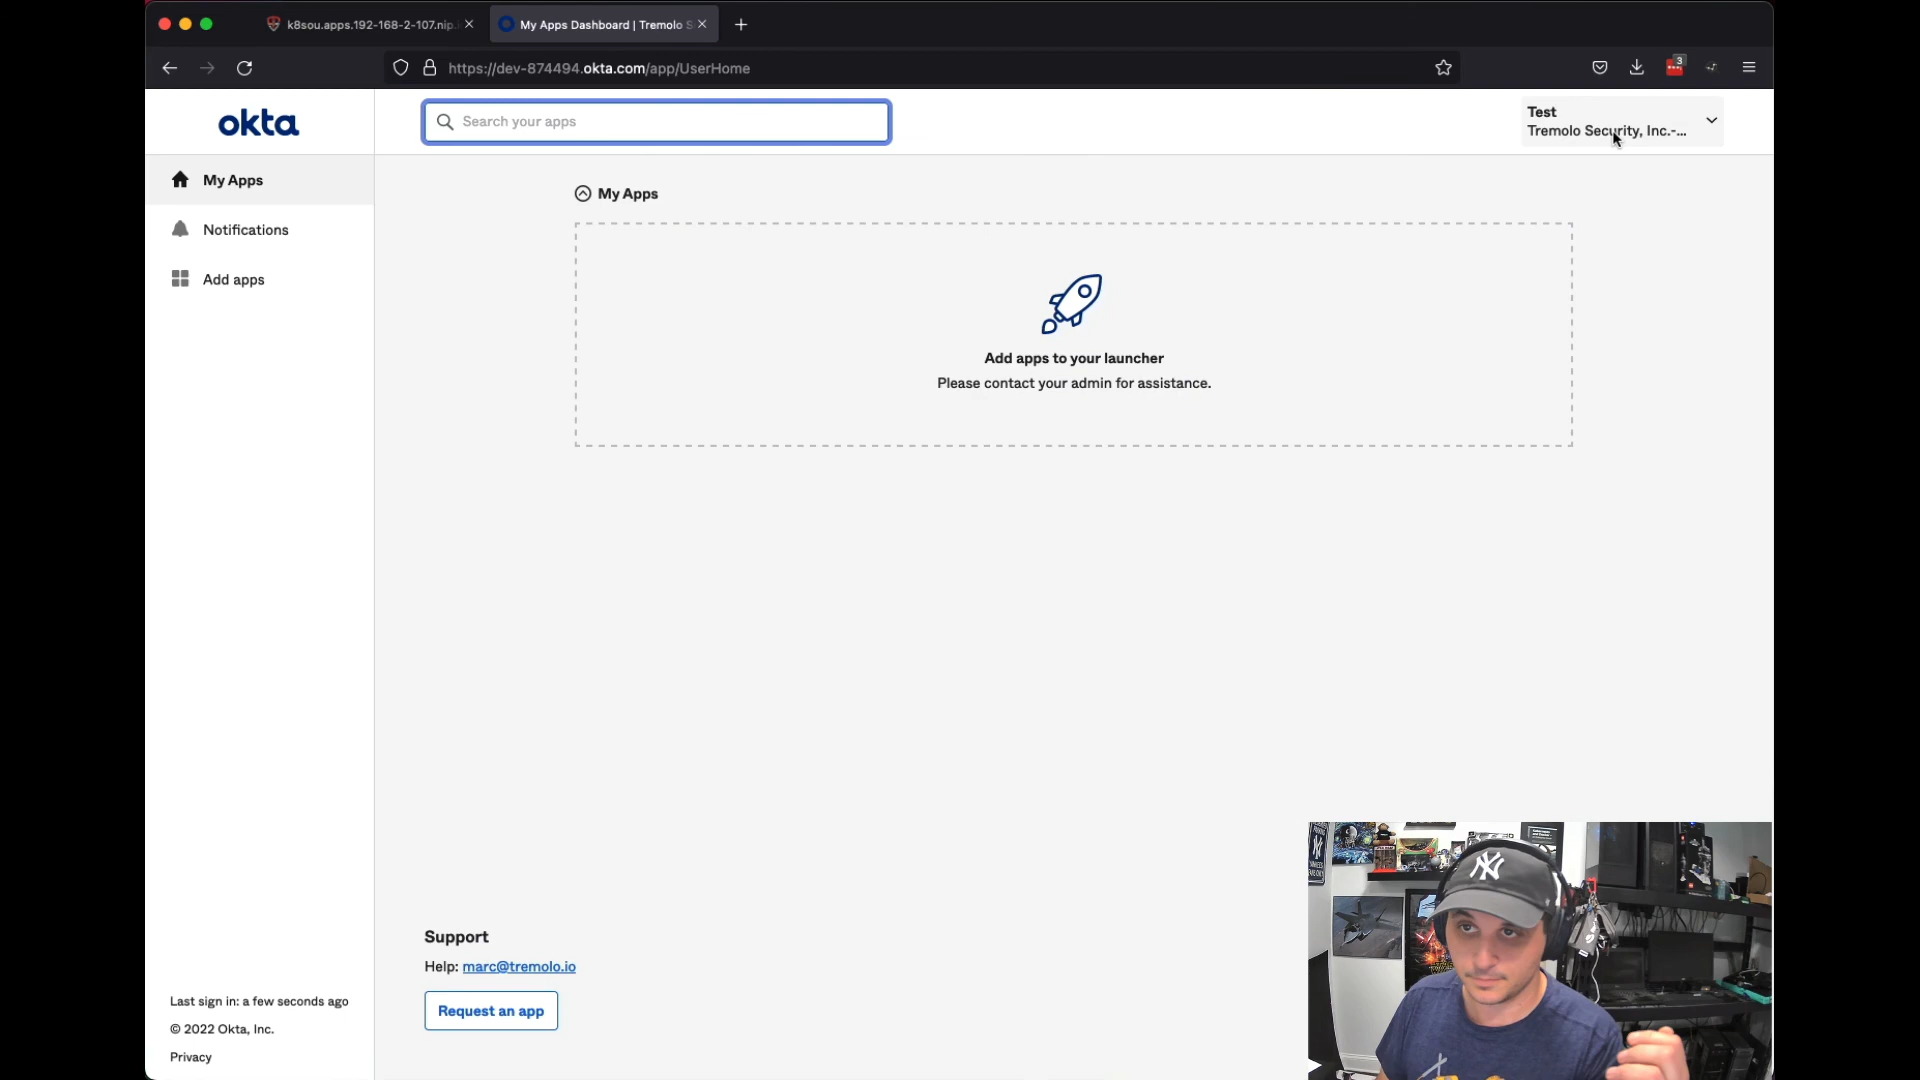 k8sou.apps.192-168-2-107.nip.
My Apps Dashboard | Tremolo S
https://dev-874494.okta.com/app/UserHome
3
okta
Search your apps
Test
Tremolo Security, Inc.-...
My Apps
Notifications
Add apps
My Apps
Add apps to your launcher
Please contact your admin for assistance.
Support
Help: marc@tremolo.io
Request an app
Last sign in: a few seconds ago
© 2022 Okta, Inc.
Privacy
NY